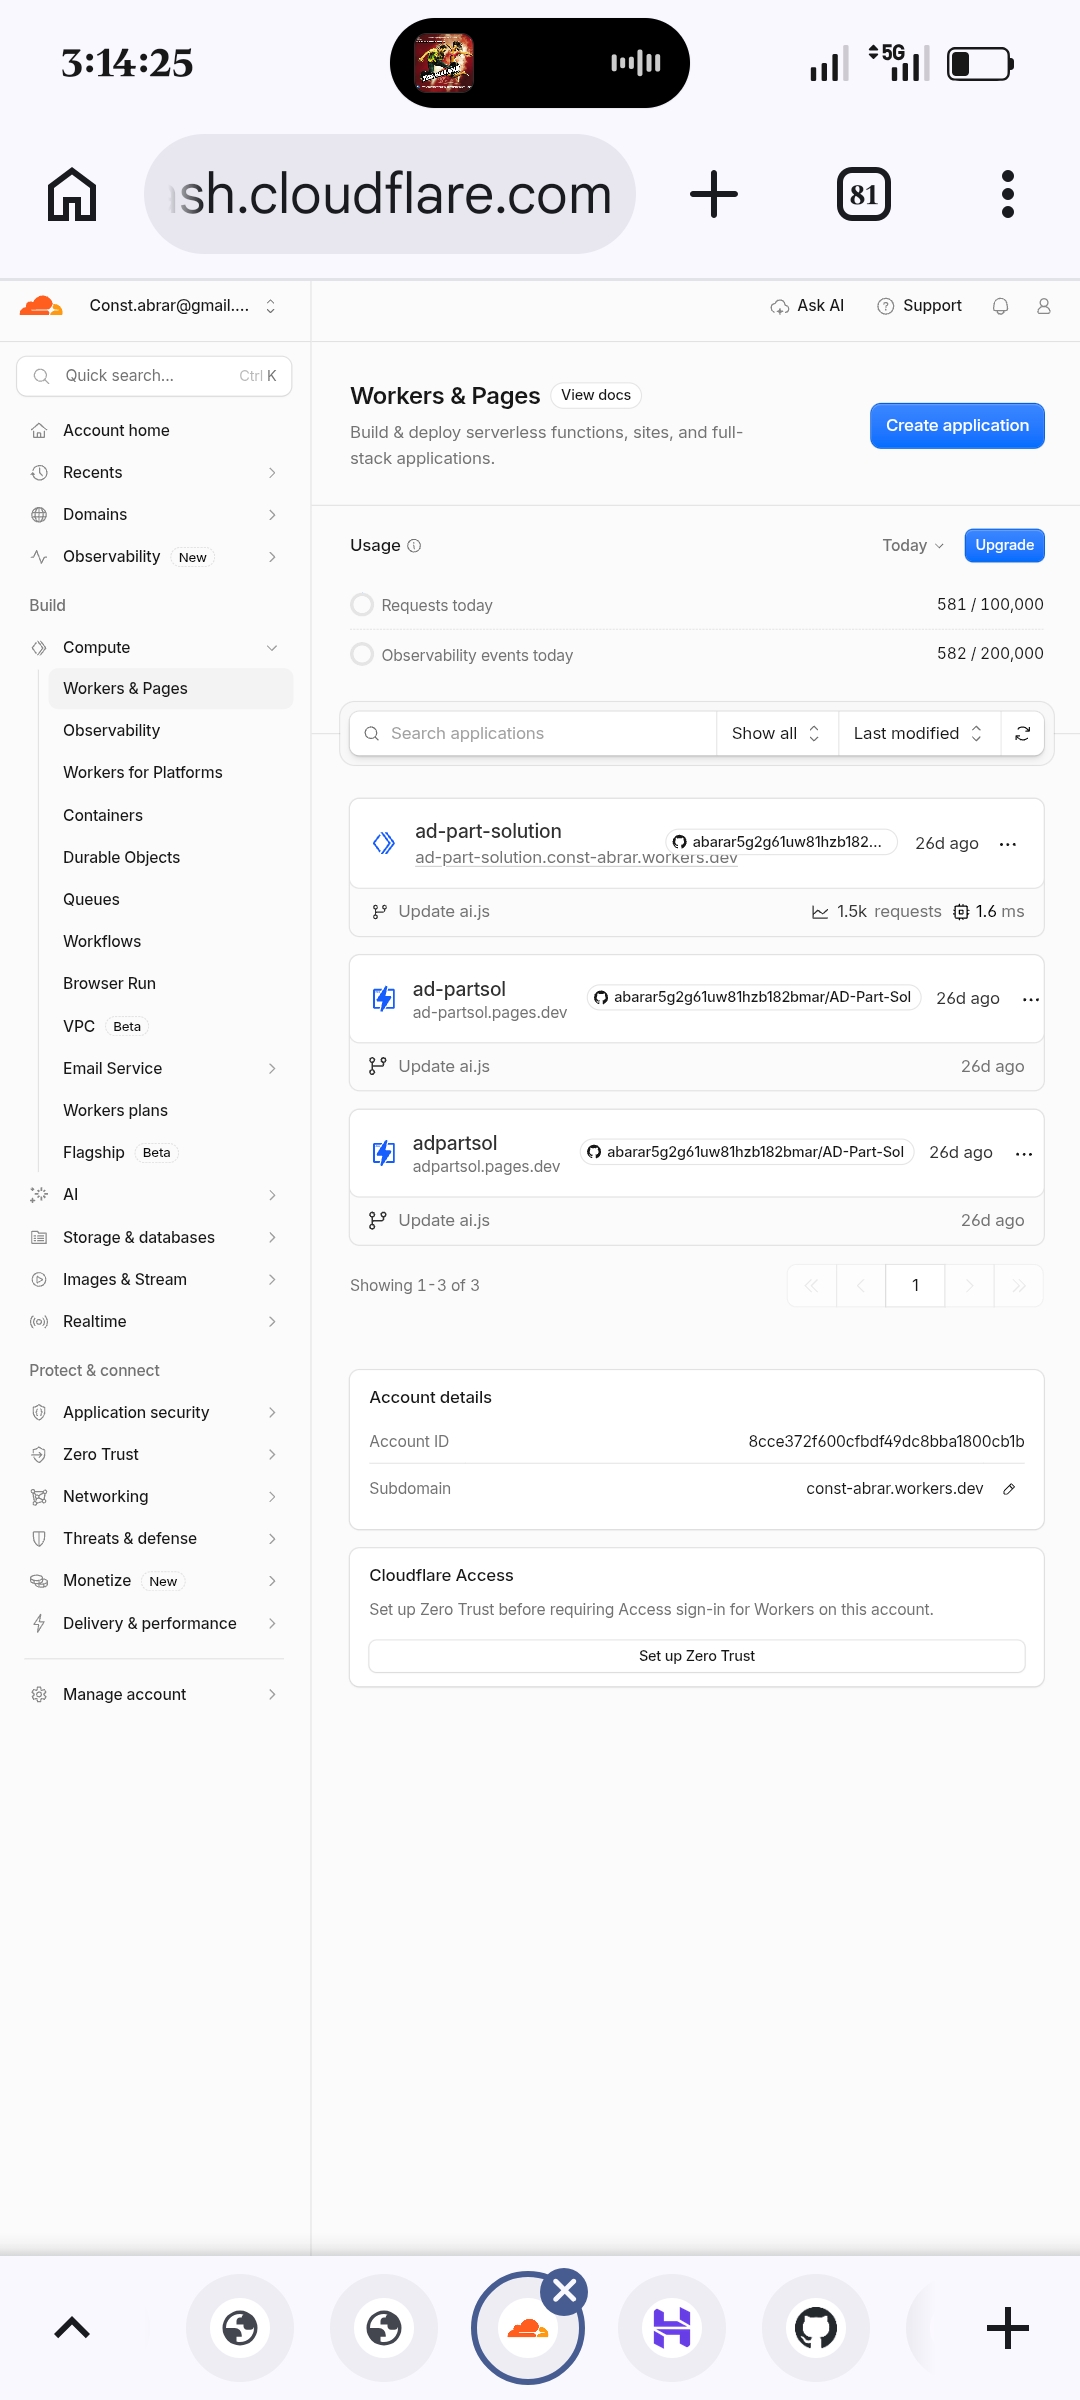 3:14:25
5G
sh.cloudflare.com
81
Const.abrar@gmail....
Ask AI
Support
Quick search...
Ctrl K
Account home
Recents
Domains
Observability New
Build
Compute
Workers & Pages
Observability
Workers for Platforms
Containers
Durable Objects
Queues
Workflows
Browser Run
VPC Beta
Email Service
Workers plans
Flagship Beta
AI
Storage & databases
Images & Stream
Realtime
Protect & connect
Application security
Zero Trust
Networking
Threats & defense
Monetize New
Delivery & performance
Manage account
Workers & Pages View docs
Build & deploy serverless functions, sites, and full-
stack applications.
Create application
Usage
Today
Upgrade
Requests today 581 / 100,000
Observability events today 582 / 200,000
Search applications
Show all
Last modified
ad-part-solution
ad-part-solution.const-abrar.workers.dev
abarar5g2g61uw81hzb182...
26d ago
Update ai.js
1.5k requests 1.6 ms
ad-partsol
ad-partsol.pages.dev
abarar5g2g61uw81hzb182bmar/AD-Part-Sol
26d ago
Update ai.js
26d ago
adpartsol
adpartsol.pages.dev
abarar5g2g61uw81hzb182bmar/AD-Part-Sol
26d ago
Update ai.js
26d ago
Showing 1-3 of 3
1
Account details
Account ID 8cce372f600cfbdf49dc8bba1800cb1b
Subdomain const-abrar.workers.dev
Cloudflare Access
Set up Zero Trust before requiring Access sign-in for Workers on this account.
Set up Zero Trust